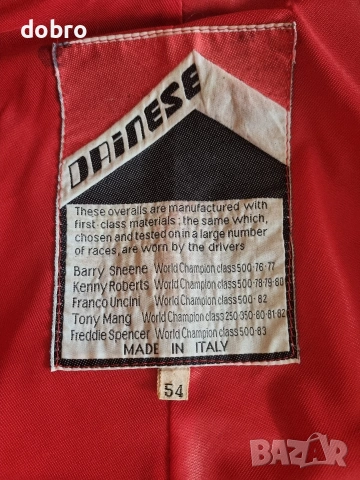 dobro
DAINESE
These overalls are manufactured with
first-class materials: the same which,
chosen and tested on in a large number
of races, are worn by the drivers
Barry Sheene World Champion class 500-76-77
Kenny Roberts World Champion class 500-78-79-80
Franco Uncini World Champion class 500-82
Tony Mang World Champion class 250-350-80-81-82
Freddie Spencer World Champion class 500-83
MADE IN ITALY
54
BAZAR